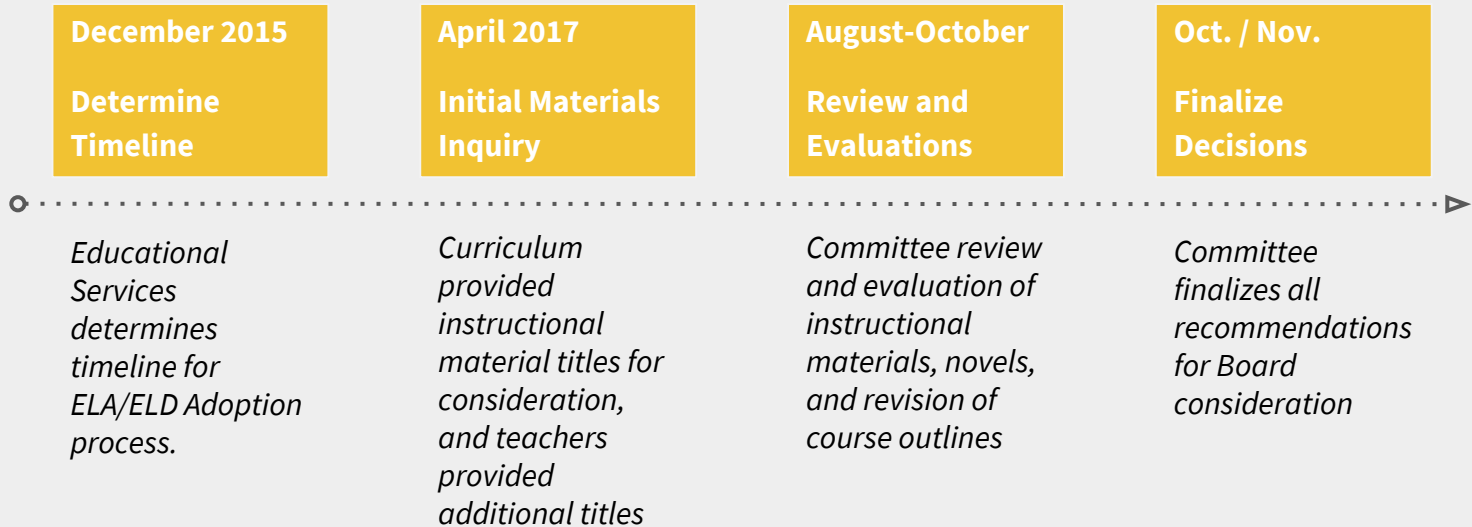 December 2015
Determine
Timeline
Educational
Services
determines
timeline for
ELA/ELD Adoption
process.
April 2017
Initial Materials
Inquiry
Curriculum
provided
instructional
material titles for
consideration,
and teachers
provided
additional titles
August-October
Review and
Evaluations
Committee review
and evaluation of
instructional
materials, novels,
and revision of
course outlines
Oct. / Nov.
Finalize
Decisions
Committee
finalizes all
recommendations
for Board
consideration